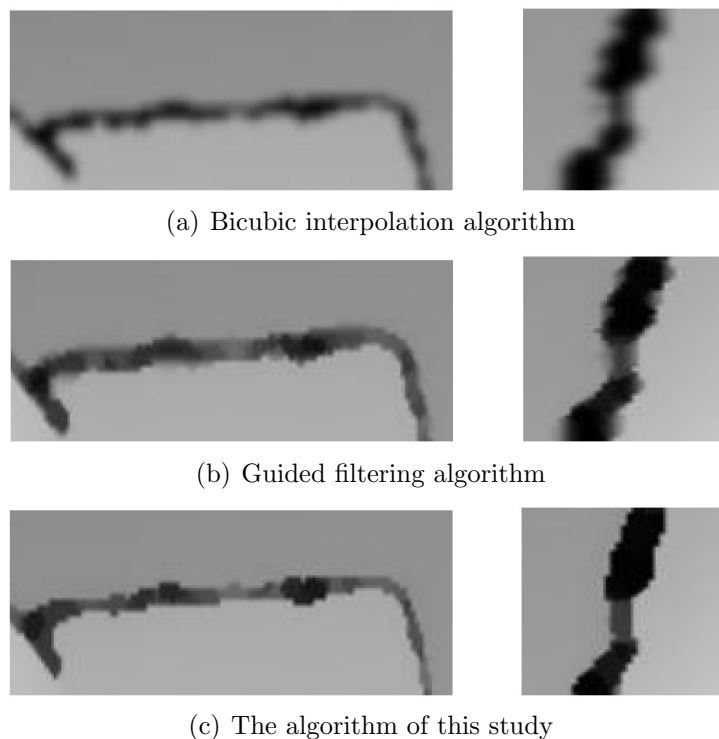 (a) Bicubic interpolation algorithm
(b) Guided filtering algorithm
(c) The algorithm of this study